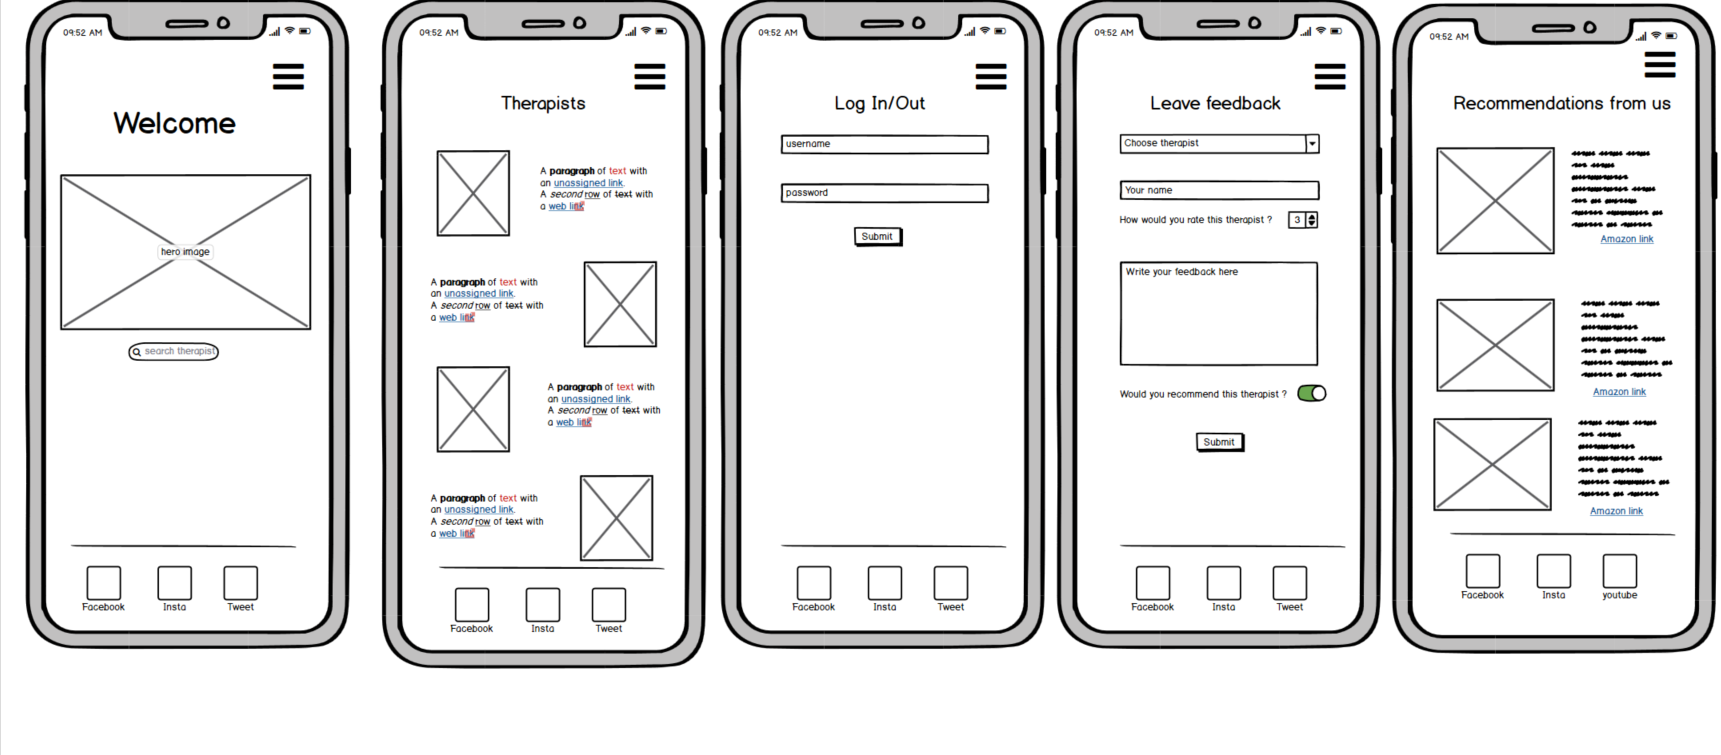 09:52 AM
Welcome
hero image
search therapist
Facebook
Insta
Tweet
09:52 AM
Therapists
A paragraph of text with
an unassigned link.
A second row of text with
a web link
A paragraph of text with
an unassigned link.
A second row of text with
a web link
A paragraph of text with
an unassigned link.
A second row of text with
a web link
A paragraph of text with
an unassigned link.
A second row of text with
a web link
Facebook
Insta
Tweet
09:52 AM
Log In/Out
username
password
Submit
Facebook
Insta
Tweet
09:52 AM
Leave feedback
Choose therapist
Your name
How would you rate this therapist ? 3
Write your feedback here
Would you recommend this therapist ?
Submit
Facebook
Insta
Tweet
09:52 AM
Recommendations from us
Amazon link
Amazon link
Amazon link
Facebook
Insta
youtube